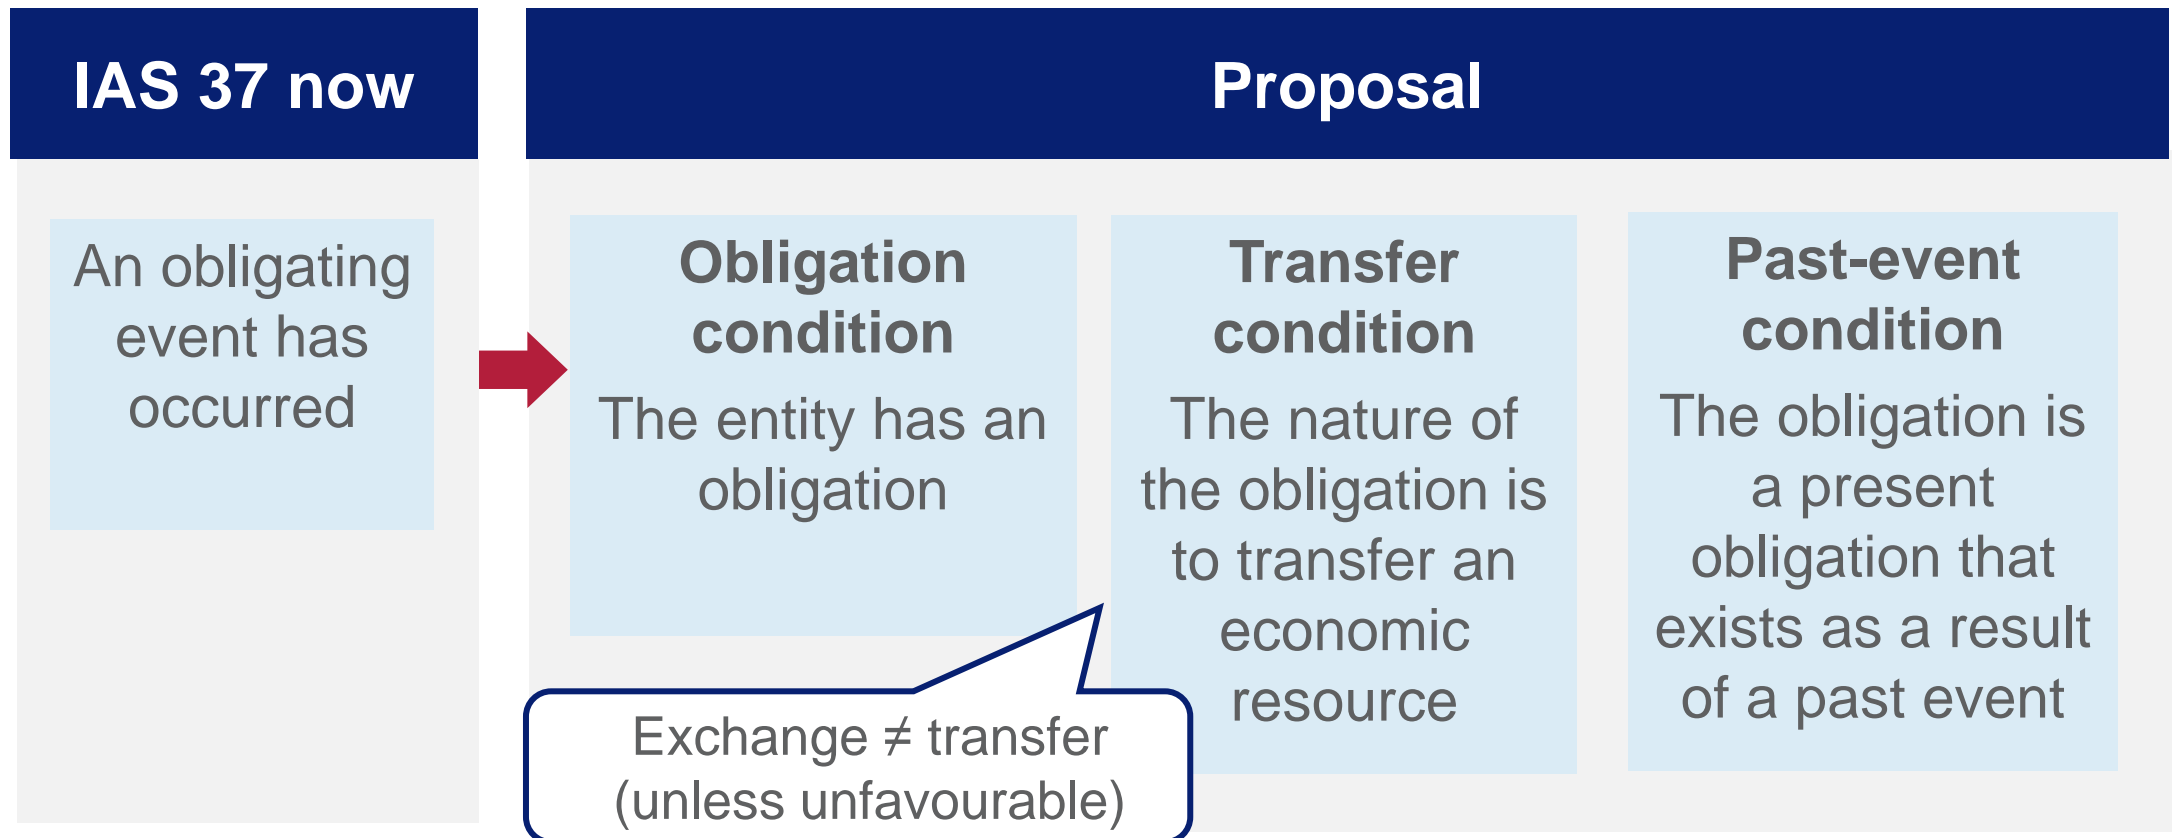 IAS 37 now
Proposal
An obligating
event has
occurred
Obligation
condition
The entity has an
obligation
Transfer
condition
The nature of
the obligation is
to transfer an
economic
resource
Past-event
condition
The obligation is
a present
obligation that
exists as a result
of a past event
Exchange ≠ transfer
(unless unfavourable)